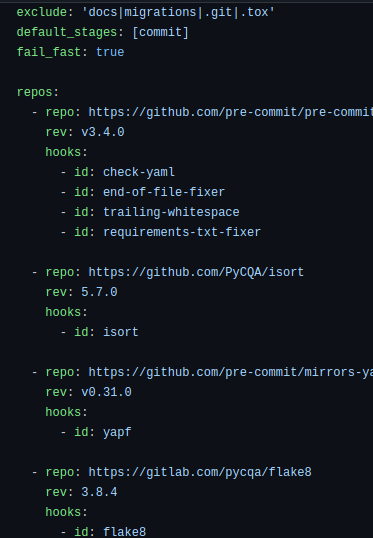 exclude: 'docs|migrations|.git|.tox'
default_stages: [commit]
fail_fast: true
repos:
- repo: https://github.com/pre-commit/pre-commit
rev: v3.4.0
hooks:
- id: check-yaml
- id: end-of-file-fixer
- id: trailing-whitespace
- id: requirements-txt-fixer
- repo: https://github.com/PyCQA/isort
rev: 5.7.0
hooks:
- id: isort
- repo: https://github.com/pre-commit/mirrors-ya
rev: v0.31.0
hooks:
- id: yapf
- repo: https://gitlab.com/pycqa/flake8
rev: 3.8.4
hooks:
- id: flake8